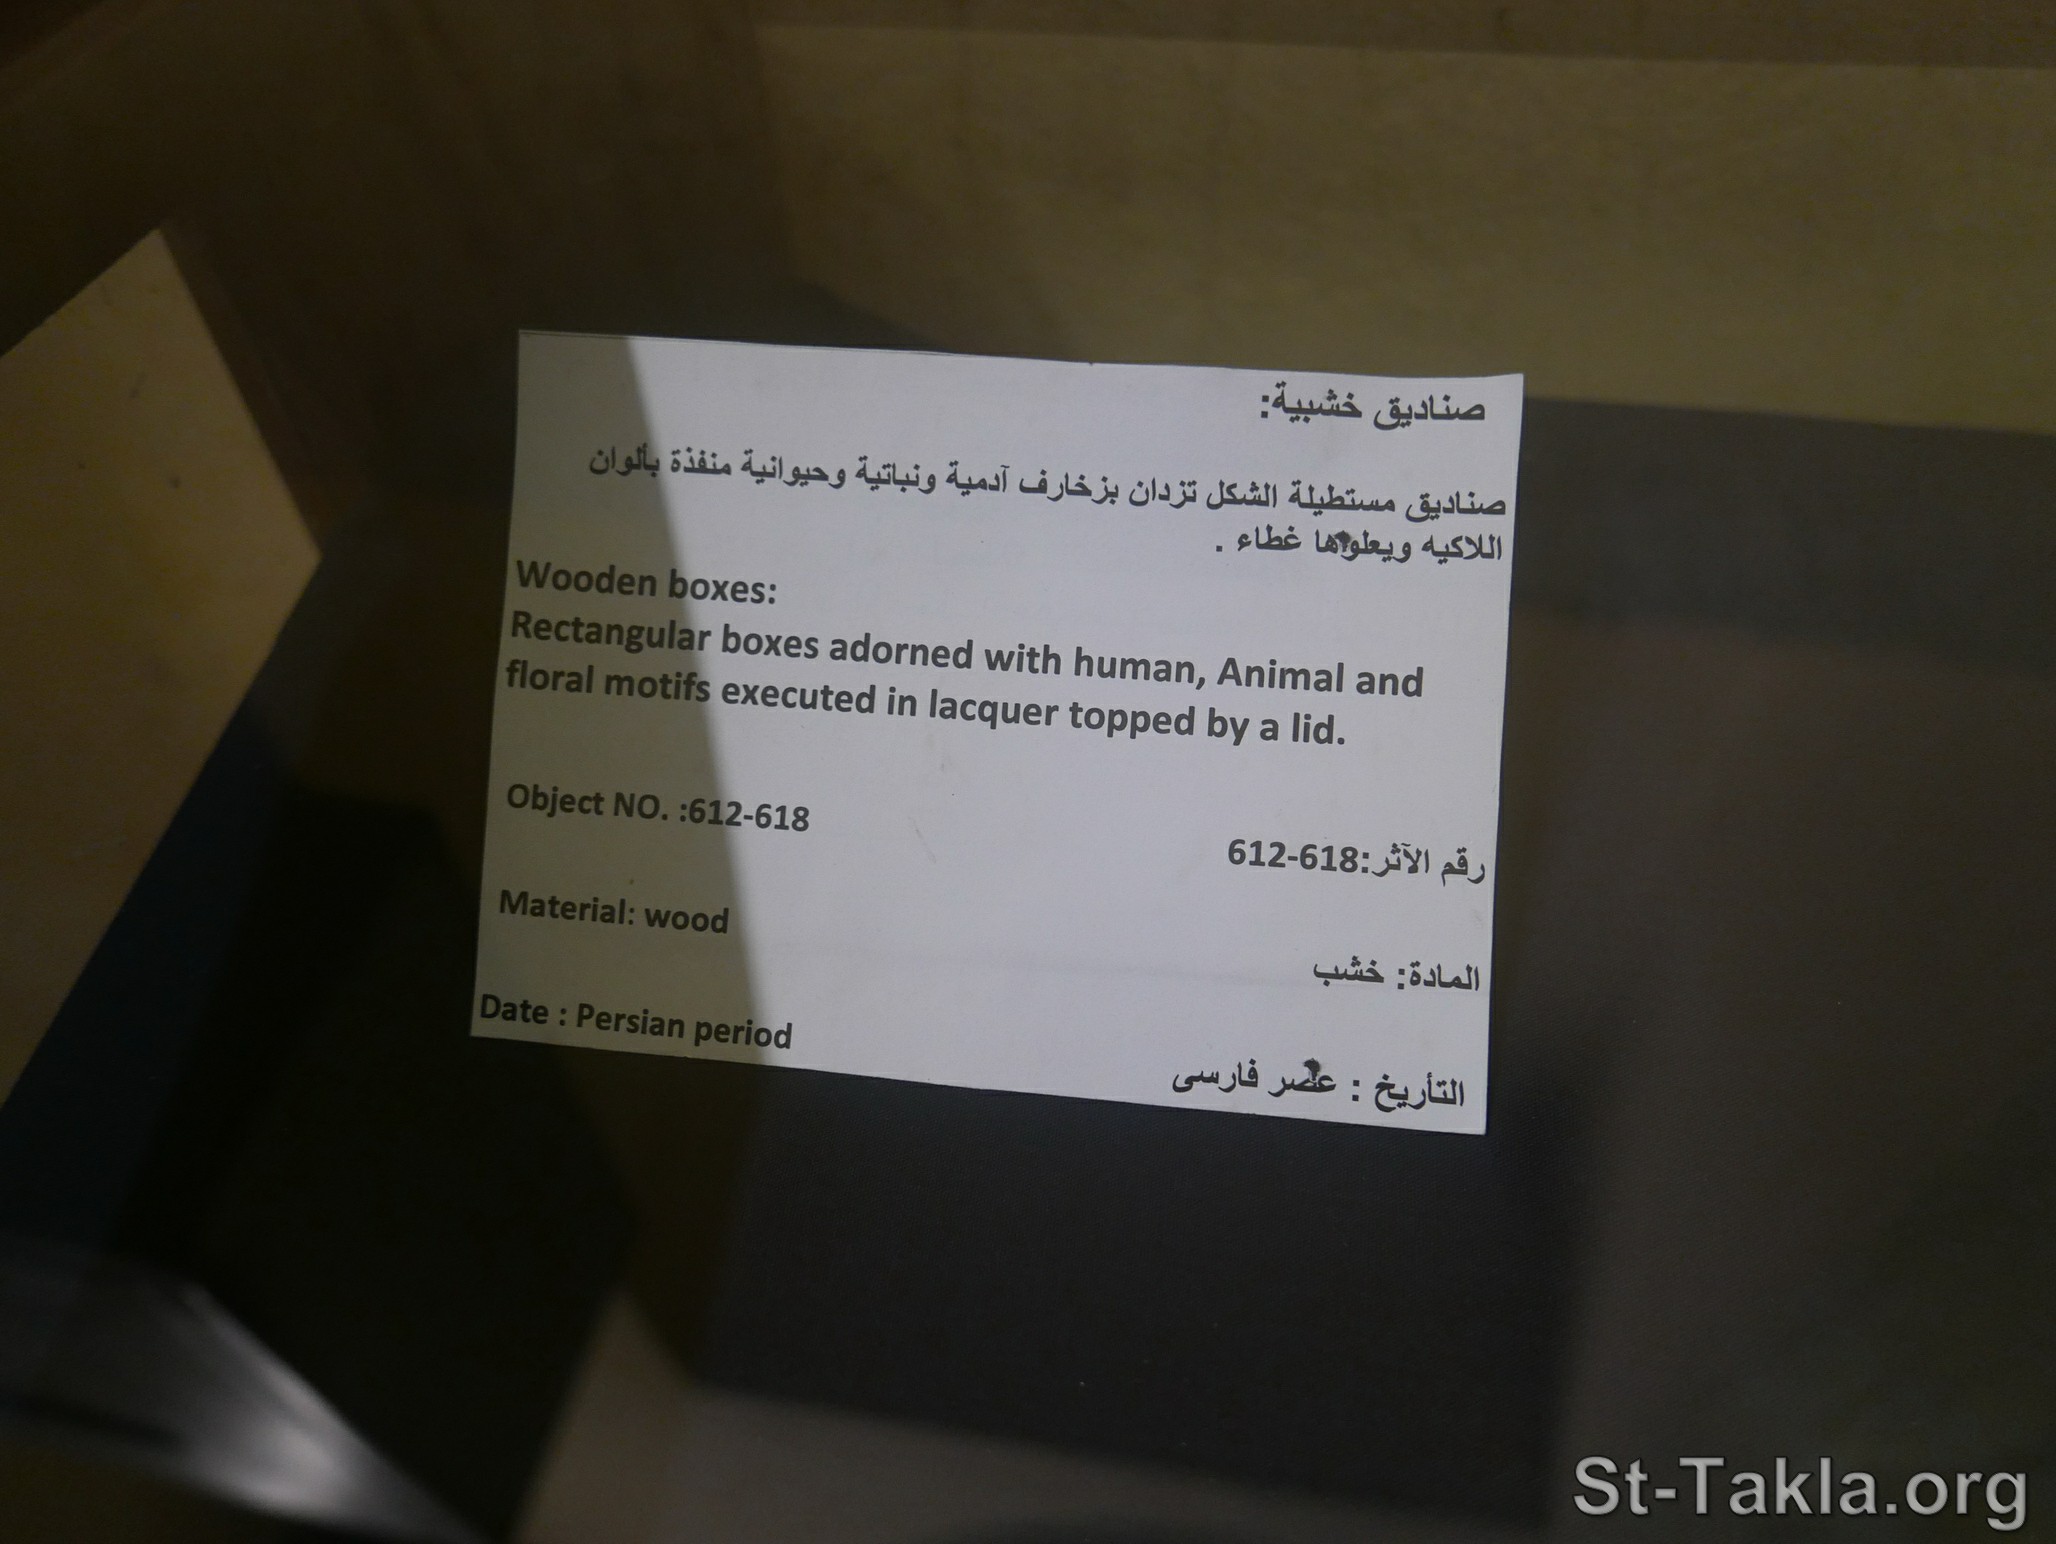 صناديق خشبية:
صناديق مستطيلة الشكل تزدان بزخارف آدمية ونباتية وحيوانية منفذة بألوان
اللاكيه ويعلوها غطاء .
Wooden boxes:
Rectangular boxes adorned with human, Animal and
floral motifs executed in lacquer topped by a lid.
Object NO. :612-618
رقم الآثر:618-612
Material: wood
المادة: خشب
Date : Persian period
التأريخ : عصر فارسى
St-Takla.org